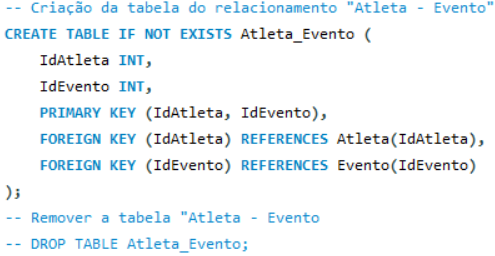 -- Criação da tabela do relacionamento "Atleta - Evento"
CREATE TABLE IF NOT EXISTS Atleta_Evento (
IdAtleta INT,
IdEvento INT,
PRIMARY KEY (IdAtleta, IdEvento),
FOREIGN KEY (IdAtleta) REFERENCES Atleta(IdAtleta),
FOREIGN KEY (IdEvento) REFERENCES Evento(IdEvento)
);
-- Remover a tabela "Atleta - Evento
-- DROP TABLE Atleta_Evento;